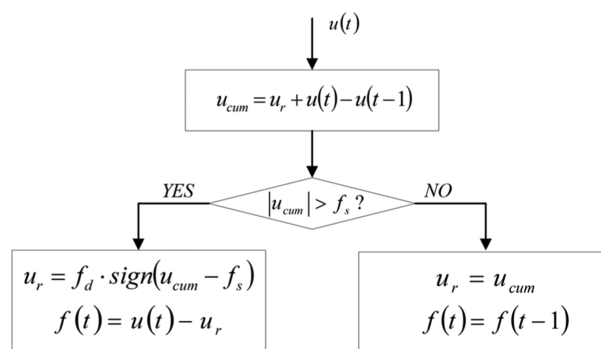 u(t)
u_cum = u_r + u(t) − u(t−1)
YES
|u_cum| > f_s ?
NO
u_r = f_d · sign(u_cum − f_s)
f(t) = u(t) − u_r
u_r = u_cum
f(t) = f(t−1)